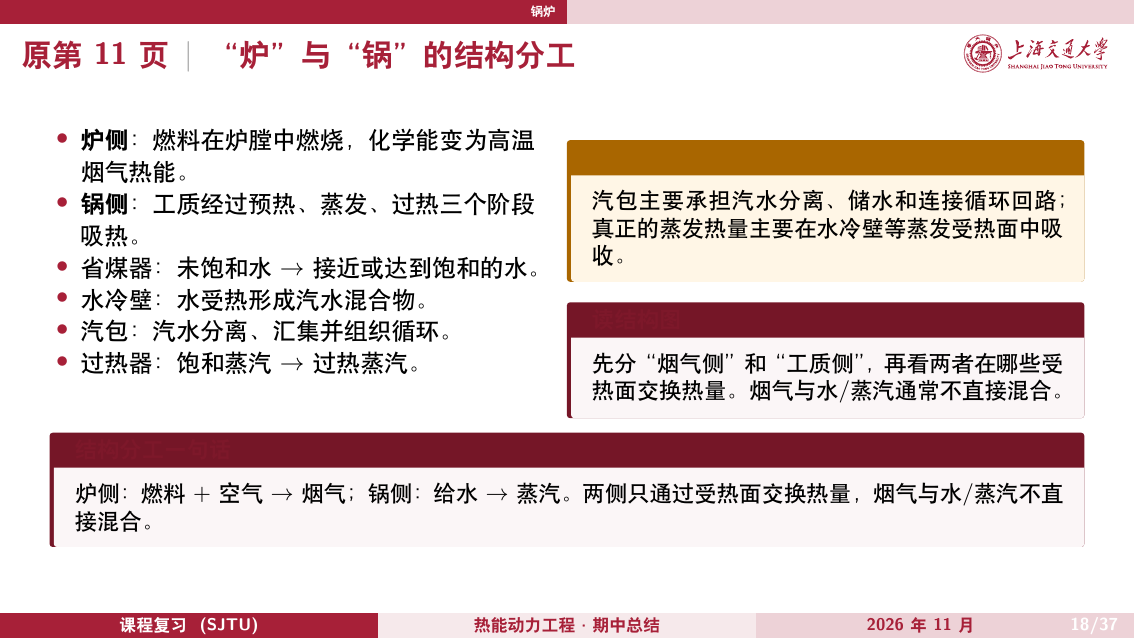 锅炉
原第 11 页 | “炉”与“锅”的结构分工
上海交通大学
SHANGHAI JIAO TONG UNIVERSITY
• 炉侧：燃料在炉膛中燃烧，化学能变为高温
烟气热能。
• 锅侧：工质经过预热、蒸发、过热三个阶段
吸热。
• 省煤器：未饱和水 → 接近或达到饱和的水。
• 水冷壁：水受热形成汽水混合物。
• 汽包：汽水分离、汇集并组织循环。
• 过热器：饱和蒸汽 → 过热蒸汽。
汽包主要承担汽水分离、储水和连接循环回路；
真正的蒸发热量主要在水冷壁等蒸发受热面中吸
收。
读结构图
先分“烟气侧”和“工质侧”，再看两者在哪些受
热面交换热量。烟气与水/蒸汽通常不直接混合。
结构分工一句话
炉侧：燃料 + 空气 → 烟气；锅侧：给水 → 蒸汽。两侧只通过受热面交换热量，烟气与水/蒸汽不直
接混合。
课程复习 (SJTU)
热能动力工程 · 期中总结
2026 年 11 月
18/37